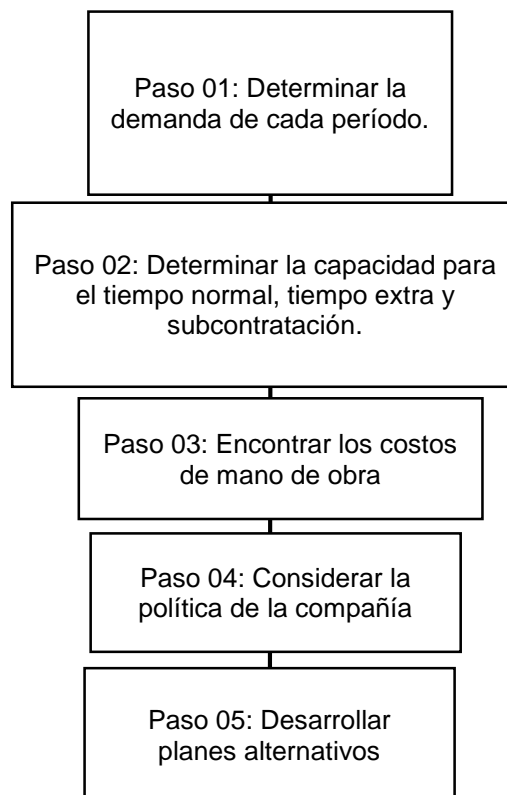 Paso 01: Determinar la
demanda de cada período.
Paso 02: Determinar la capacidad para
el tiempo normal, tiempo extra y
subcontratación.
Paso 03: Encontrar los costos
de mano de obra
Paso 04: Considerar la
política de la compañía
Paso 05: Desarrollar
planes alternativos